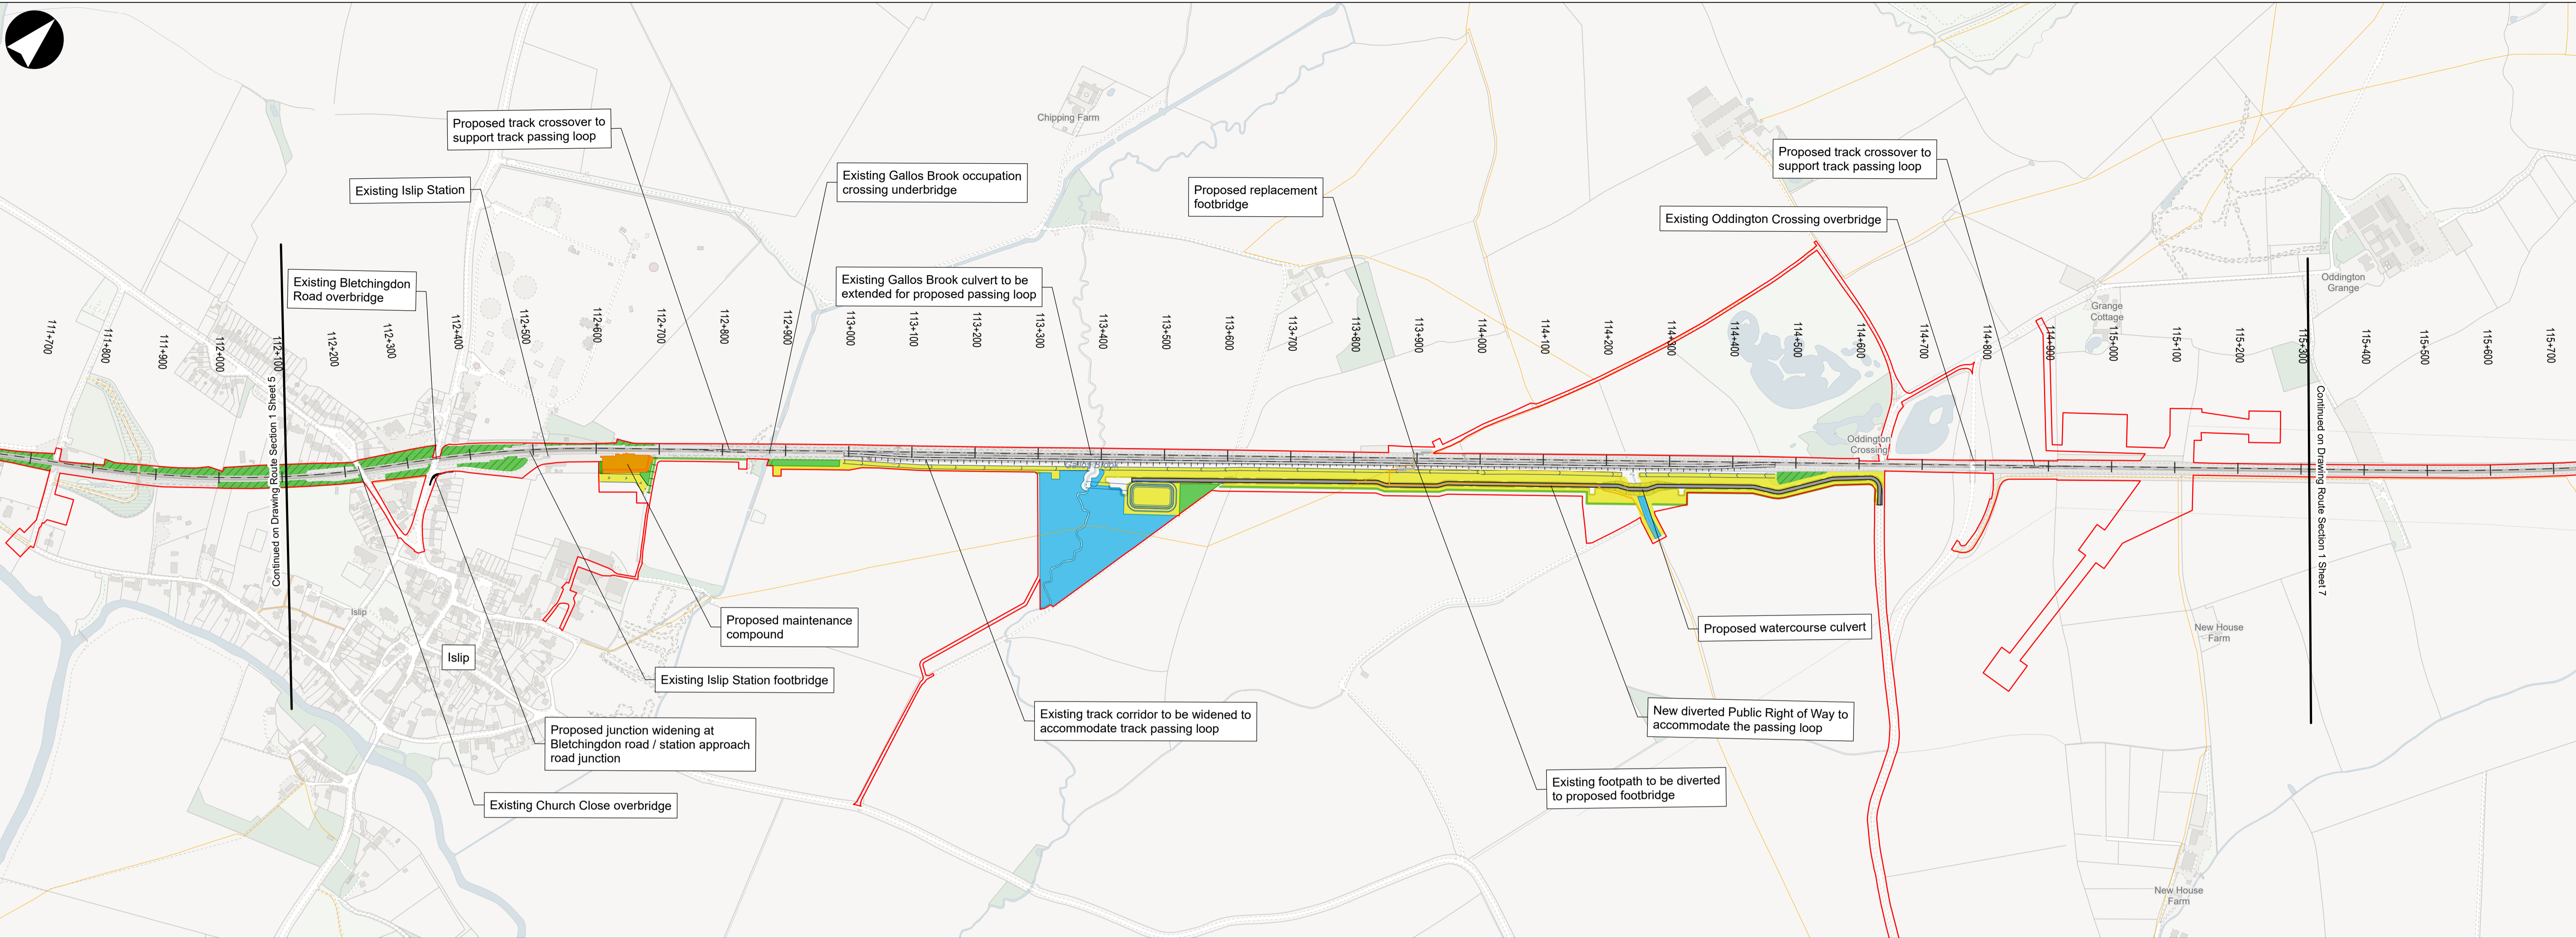 Proposed track crossover to
support track passing loop
Existing Islip Station
Existing Bletchingdon
Road overbridge
Existing Gallos Brook occupation
crossing underbridge
Existing Gallos Brook culvert to be
extended for proposed passing loop
Chipping Farm
Proposed replacement
footbridge
Proposed track crossover to
support track passing loop
Existing Oddington Crossing overbridge
Oddington
Grange
Grange
Cottage
111+700
111+800
111+900
112+000
112+100
112+200
112+300
112+400
112+500
112+600
112+700
112+800
112+900
113+000
113+100
113+200
113+300
113+400
113+500
113+600
113+700
113+800
113+900
114+000
114+100
114+200
114+300
114+400
114+500
114+600
114+700
114+800
114+900
115+000
115+100
115+200
115+300
115+400
115+500
115+600
115+700
Continued on Drawing Route Section 1 Sheet 5
Continued on Drawing Route Section 1 Sheet 7
Oddington
Crossing
Gallos Brook
Islip
Islip
Proposed maintenance
compound
Existing Islip Station footbridge
Proposed junction widening at
Bletchingdon road / station approach
road junction
Existing Church Close overbridge
Existing track corridor to be widened to
accommodate track passing loop
Proposed watercourse culvert
New diverted Public Right of Way to
accommodate the passing loop
Existing footpath to be diverted
to proposed footbridge
New House
Farm
New House
Farm